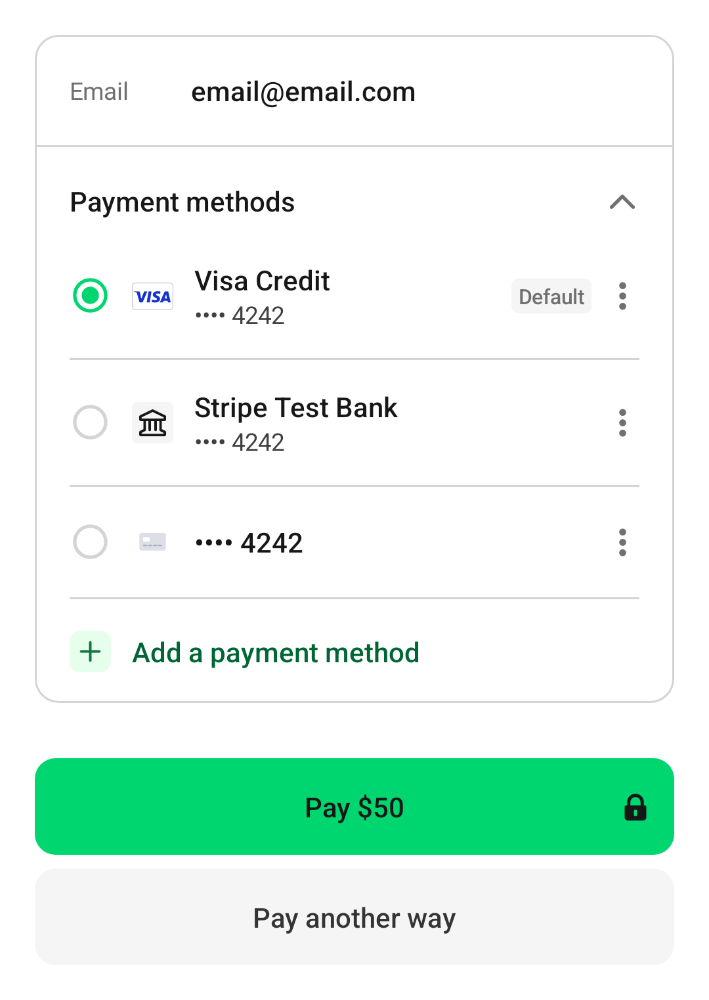 Email email@email.com
Payment methods
VISA Visa Credit Default
•••• 4242
Stripe Test Bank
•••• 4242
•••• 4242
Add a payment method
Pay $50
Pay another way